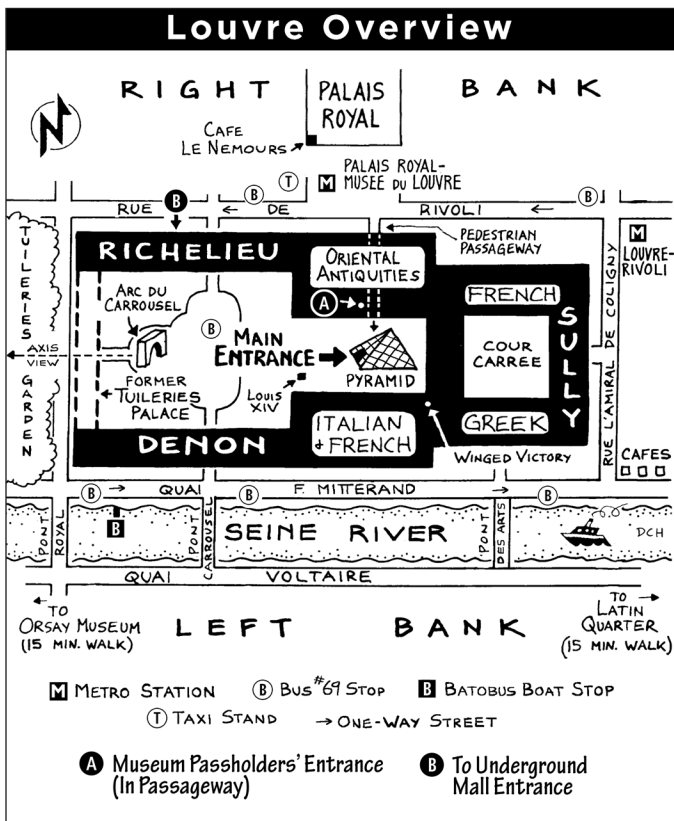 Louvre Overview
RIGHT BANK
PALAIS
ROYAL
N
CAFE
LE NEMOURS
PALAIS ROYAL-
M MUSÉE DU LOUVRE
T
B
B
B
RUE DE RIVOLI
PEDESTRIAN
PASSAGEWAY
M
LOUVRE-
RIVOLI
TUILERIES GARDEN
RICHELIEU
ORIENTAL
ANTIQUITIES
A
FRENCH
SULLY
RUE L'AMIRAL DE COLIGNY
ARC DU
CARROUSEL
B
MAIN
ENTRANCE
COUR
CARREE
AXIS
VIEW
PYRAMID
FORMER
TUILERIES
PALACE
LOUIS
XIV
DENON
ITALIAN
& FRENCH
GREEK
WINGED VICTORY
CAFES
B
QUAI F. MITTERAND
B
B
PONT ROYAL
B
PONT CARROUSEL
SEINE RIVER
PONT DES ARTS
DCH
QUAI VOLTAIRE
TO
ORSAY MUSEUM
(15 MIN. WALK)
LEFT BANK
TO
LATIN
QUARTER
(15 MIN. WALK)
M METRO STATION B BUS #69 STOP B BATOBUS BOAT STOP
T TAXI STAND → ONE-WAY STREET
A Museum Passholders' Entrance
(In Passageway)
B To Underground
Mall Entrance